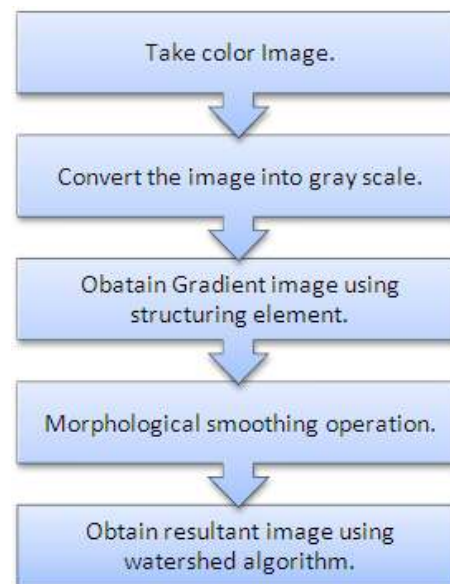 Take color Image.
Convert the image into gray scale.
Obatain Gradient image using
structuring element.
Morphological smoothing operation.
Obtain resultant image using
watershed algorithm.